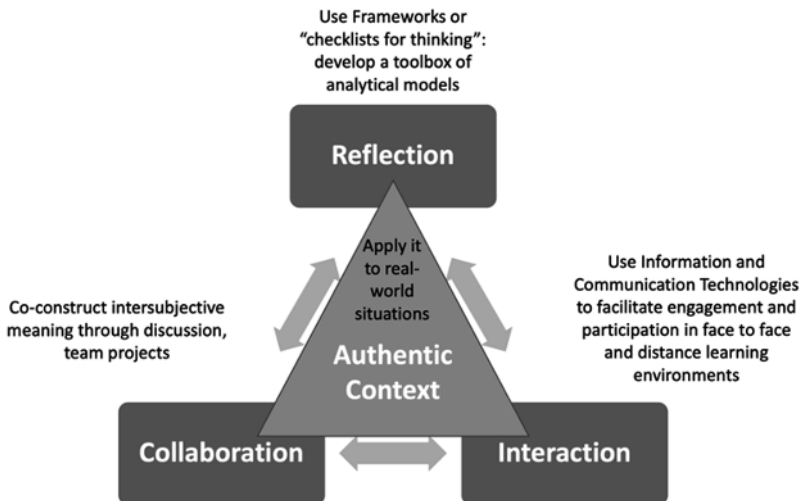 Use Frameworks or
“checklists for thinking”:
develop a toolbox of
analytical models
Reflection
Apply it
to real-
world
situations
Authentic
Context
Co-construct intersubjective
meaning through discussion,
team projects
Use Information and
Communication Technologies
to facilitate engagement and
participation in face to face
and distance learning
environments
Collaboration
Interaction